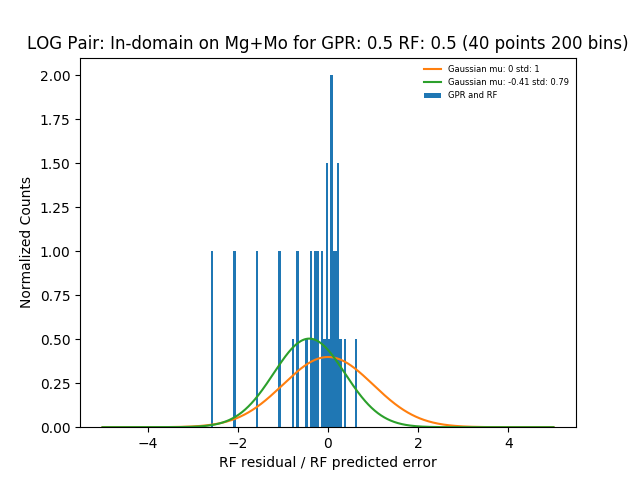 LOG Pair: In-domain on Mg+Mo for GPR: 0.5 RF: 0.5 (40 points 200 bins)
Gaussian mu: 0 std: 1
Gaussian mu: -0.41 std: 0.79
GPR and RF
Normalized Counts
2.00
1.75
1.50
1.25
1.00
0.75
0.50
0.25
0.00
−4 −2 0 2 4
RF residual / RF predicted error